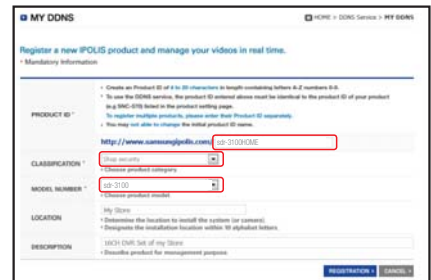 MY DDNS
HOME > DDNS Service > MY DDNS
Register a new IPOLIS product and manage your videos in real time.
* Mandatory Information
PRODUCT ID *
• Create an Product ID of 4 to 20 characters in length containing letters A-Z numbers 0-9.
• To use the DDNS service, the product ID entered above must be identical to the product ID of your product
(e.g SNC-570) listed in the product setting page.
To register multiple products, please enter their Product ID separately.
• You may not able to change the initial product ID name.
http://www.samsungipolis.com/ sdr-3100HOME
CLASSIFICATION *
Shop security
• Choose product category.
MODEL NUMBER *
sdr-3100
• Choose product model.
LOCATION
My Store
• Determine the location to install the system (or camera).
• Designate the installation location within 10 alphabet letters.
DESCRIPTION
16CH DVR Set of my Store
• Describe product for management purpose.
REGISTRATION >
CANCEL >